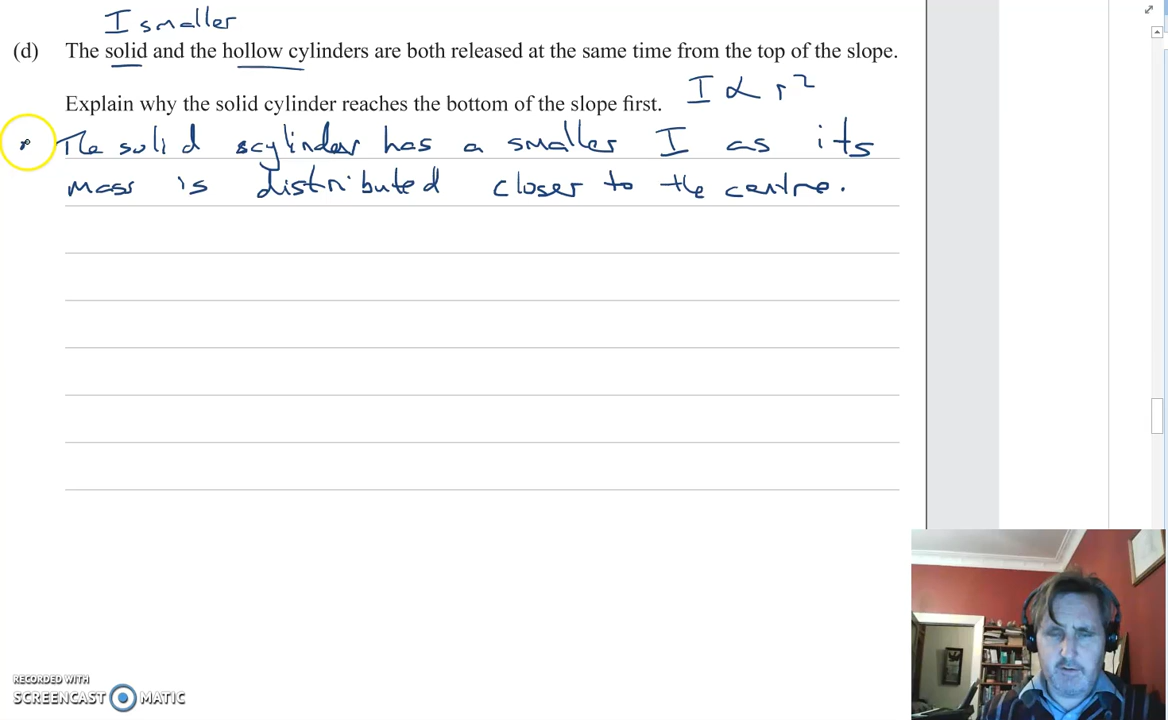 I smaller
(d) The solid and the hollow cylinders are both released at the same time from the top of the slope.
I ∝ r²
Explain why the solid cylinder reaches the bottom of the slope first.
The solid cylinder has a smaller I as its
mass is distributed closer to the centre.
RECORDED WITH
SCREENCAST MATIC